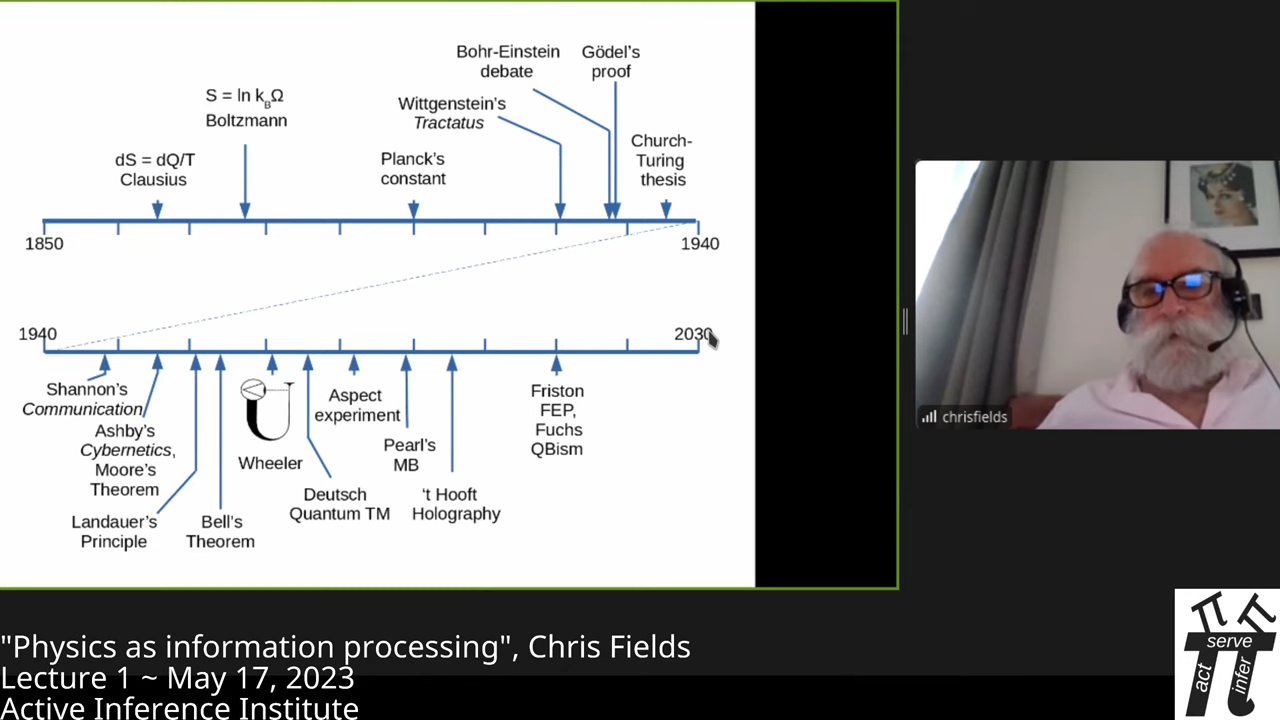 Bohr-Einstein
debate
Gödel's
proof
S = ln k_BΩ
Boltzmann
Wittgenstein's
Tractatus
Church-
Turing
thesis
dS = dQ/T
Clausius
Planck's
constant
1850
1940
1940
2030
Shannon's
Communication
Ashby's
Cybernetics,
Moore's
Theorem
Landauer's
Principle
Bell's
Theorem
Wheeler
Deutsch
Quantum TM
Aspect
experiment
Pearl's
MB
't Hooft
Holography
Friston
FEP,
Fuchs
QBism
chrisfields
"Physics as information processing", Chris Fields
Lecture 1 ~ May 17, 2023
Active Inference Institute
serve
act
infer